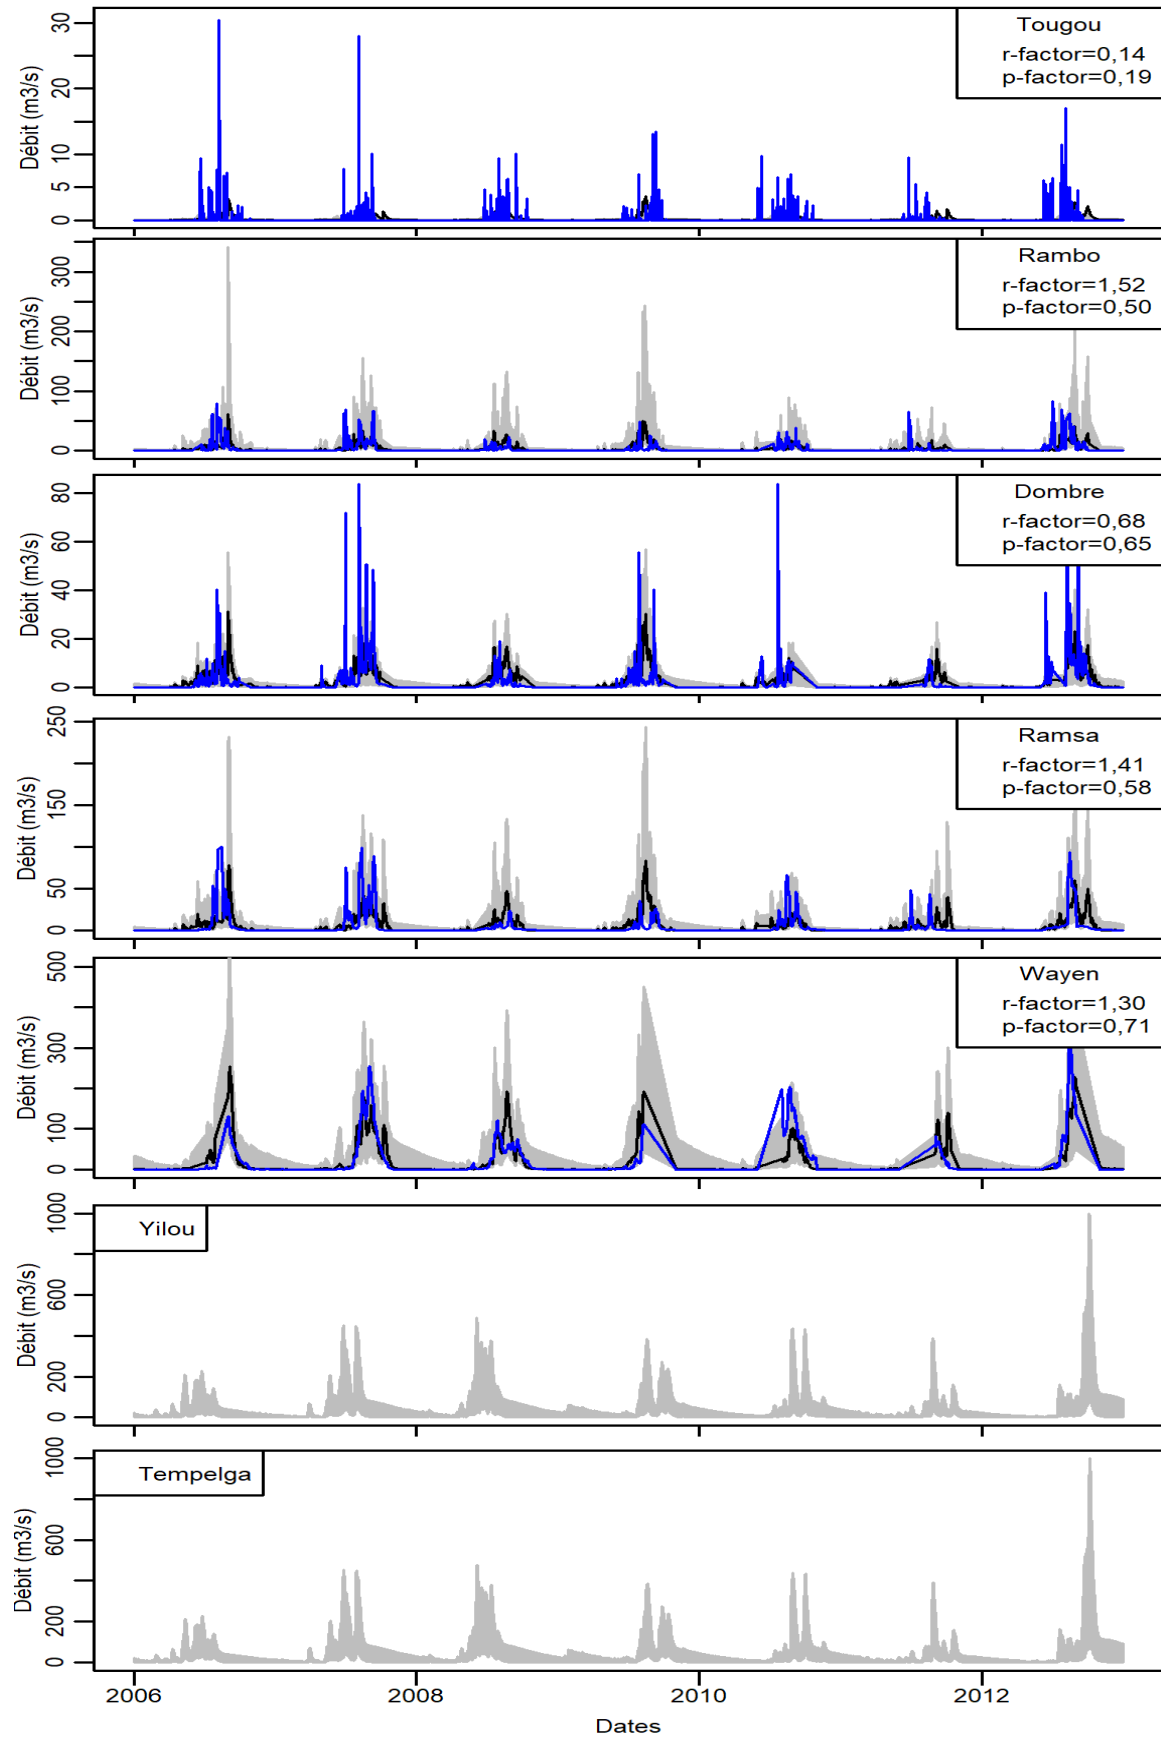 Tougou
r-factor=0,14
p-factor=0,19
Débit (m3/s)
30
20
10
5
0
Rambo
r-factor=1,52
p-factor=0,50
Débit (m3/s)
300
200
100
0
Dombre
r-factor=0,68
p-factor=0,65
Débit (m3/s)
80
60
40
20
0
Ramsa
r-factor=1,41
p-factor=0,58
Débit (m3/s)
250
150
50
0
Wayen
r-factor=1,30
p-factor=0,71
Débit (m3/s)
500
300
100
0
Yilou
Débit (m3/s)
1000
600
200
0
Tempelga
Débit (m3/s)
1000
600
200
0
2006 2008 2010 2012
Dates